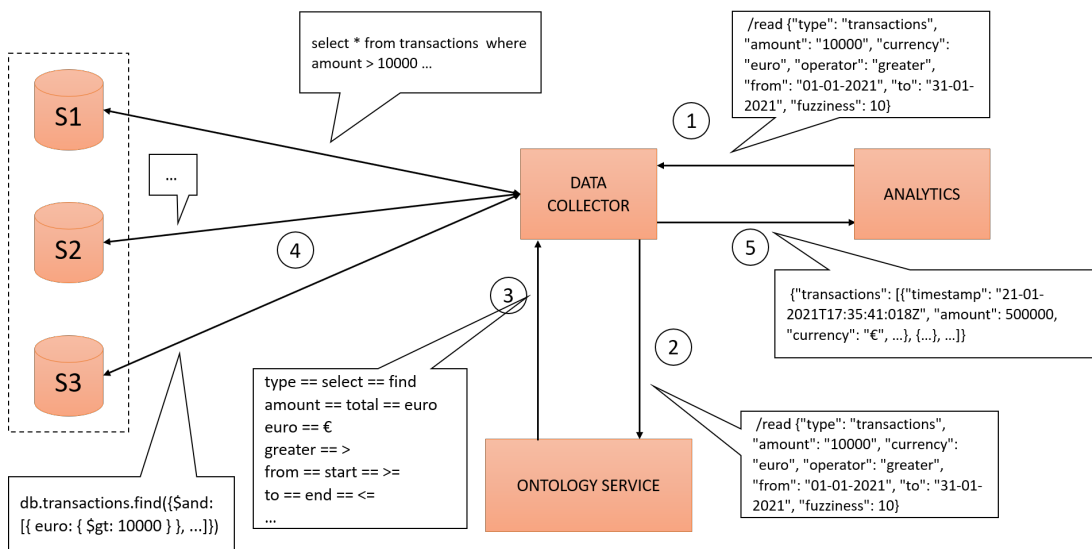 select * from transactions  where
amount > 10000 ...
/read {"type": "transactions",
"amount": "10000", "currency":
"euro", "operator": "greater",
"from": "01-01-2021", "to": "31-01-
2021", "fuzziness": 10}
S1
1
...
DATA
COLLECTOR
ANALYTICS
S2
4
5
3
{"transactions": [{"timestamp": "21-01-
2021T17:35:41:018Z", "amount": 500000,
"currency": "€", ...}, {...}, ...]}
2
S3
type == select == find
amount == total == euro
euro == €
greater == >
from == start == >=
to == end == <=
...
/read {"type": "transactions",
"amount": "10000", "currency":
"euro", "operator": "greater",
"from": "01-01-2021", "to": "31-01-
2021", "fuzziness": 10}
ONTOLOGY SERVICE
db.transactions.find({$and:
[{ euro: { $gt: 10000 } }, ...]})